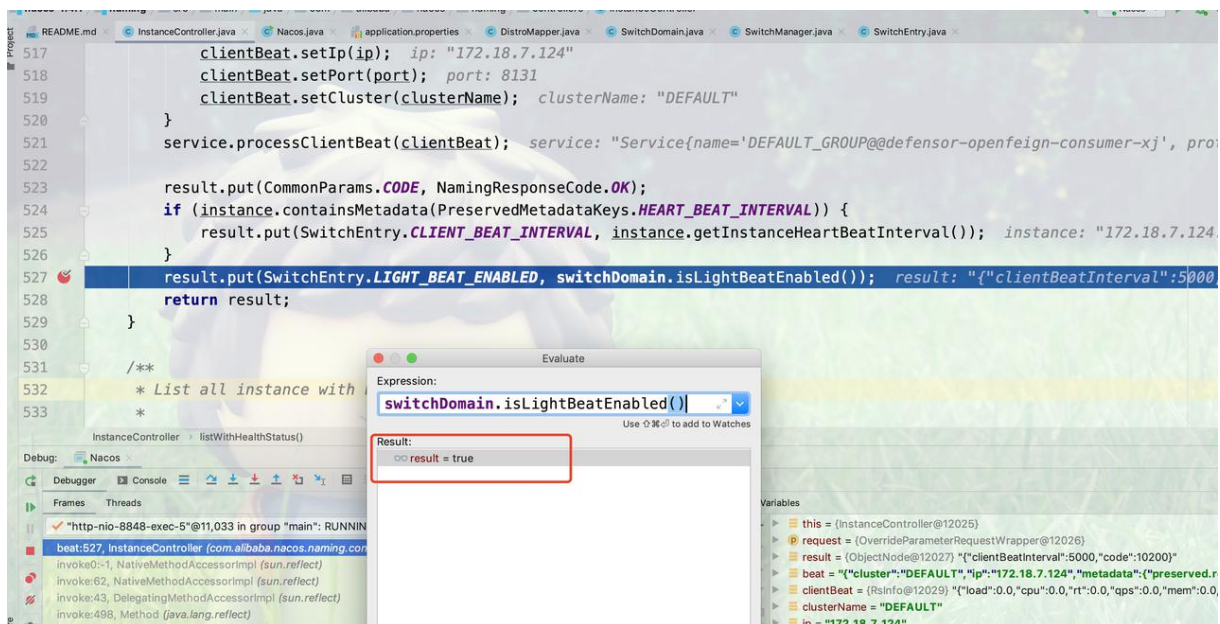 README.md InstanceController.java Nacos.java application.properties DistroMapper.java SwitchDomain.java SwitchManager.java SwitchEntry.java
Project
517 clientBeat.setIp(ip); ip: "172.18.7.124"
518 clientBeat.setPort(port); port: 8131
519 clientBeat.setCluster(clusterName); clusterName: "DEFAULT"
520 }
521 service.processClientBeat(clientBeat); service: "Service{name='DEFAULT_GROUP@@defensor-openfeign-consumer-xj', prot
522
523 result.put(CommonParams.CODE, NamingResponseCode.OK);
524 if (instance.containsMetadata(PreservedMetadataKeys.HEART_BEAT_INTERVAL)) {
525 result.put(SwitchEntry.CLIENT_BEAT_INTERVAL, instance.getInstanceHeartBeatInterval()); instance: "172.18.7.124
526 }
527 result.put(SwitchEntry.LIGHT_BEAT_ENABLED, switchDomain.isLightBeatEnabled()); result: "{"clientBeatInterval":5000
528 return result;
529 }
530
531 /**
532 * List all instance with
533 *
InstanceController listWithHealthStatus()
Evaluate
Expression:
switchDomain.isLightBeatEnabled()
Use ⇧⌘⏎ to add to Watches
Result:
result = true
Debug: Nacos
Debugger Console
Frames Threads
"http-nio-8848-exec-5"@11,033 in group "main": RUNNIN
beat:527, InstanceController (com.alibaba.nacos.naming.con
invoke0:-1, NativeMethodAccessorImpl (sun.reflect)
invoke:62, NativeMethodAccessorImpl (sun.reflect)
invoke:43, DelegatingMethodAccessorImpl (sun.reflect)
invoke:498, Method (java.lang.reflect)
Variables
this = {InstanceController@12025}
request = {OverrideParameterRequestWrapper@12026}
result = {ObjectNode@12027} "{"clientBeatInterval":5000,"code":10200}"
beat = "{"cluster":"DEFAULT","ip":"172.18.7.124","metadata":{"preserved.r
clientBeat = {RsInfo@12029} "{"load":0.0,"cpu":0.0,"rt":0.0,"qps":0.0,"mem":0.0,
clusterName = "DEFAULT"
ip = "172.18.7.124"